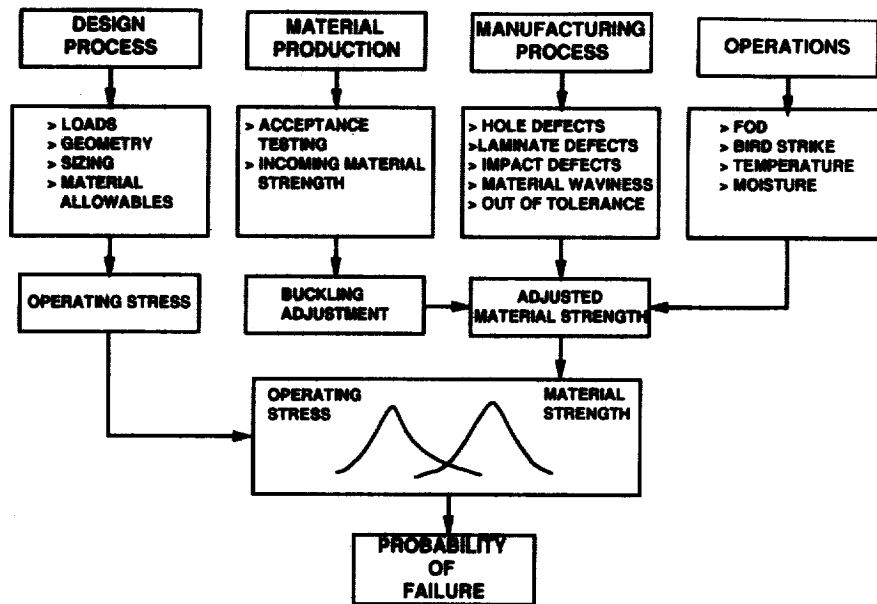 DESIGN
PROCESS
MATERIAL
PRODUCTION
MANUFACTURING
PROCESS
OPERATIONS
> LOADS
> GEOMETRY
> SIZING
> MATERIAL
ALLOWABLES
> ACCEPTANCE
TESTING
> INCOMING MATERIAL
STRENGTH
> HOLE DEFECTS
>LAMINATE DEFECTS
> IMPACT DEFECTS
> MATERIAL WAVINESS
> OUT OF TOLERANCE
> FOD
> BIRD STRIKE
> TEMPERATURE
> MOISTURE
OPERATING STRESS
BUCKLING
ADJUSTMENT
ADJUSTED
MATERIAL STRENGTH
OPERATING
STRESS
MATERIAL
STRENGTH
PROBABILITY
OF
FAILURE